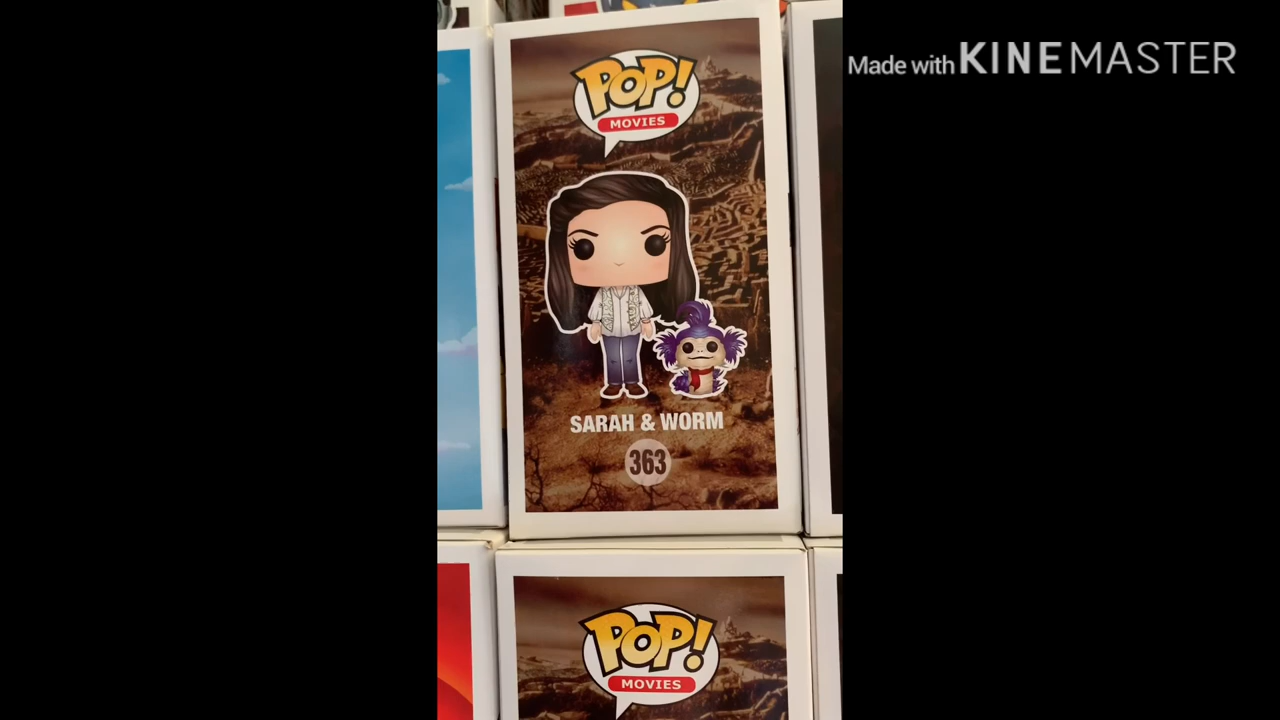 Made with KINEMASTER
POP!
MOVIES
SARAH & WORM
363
POP!
MOVIES